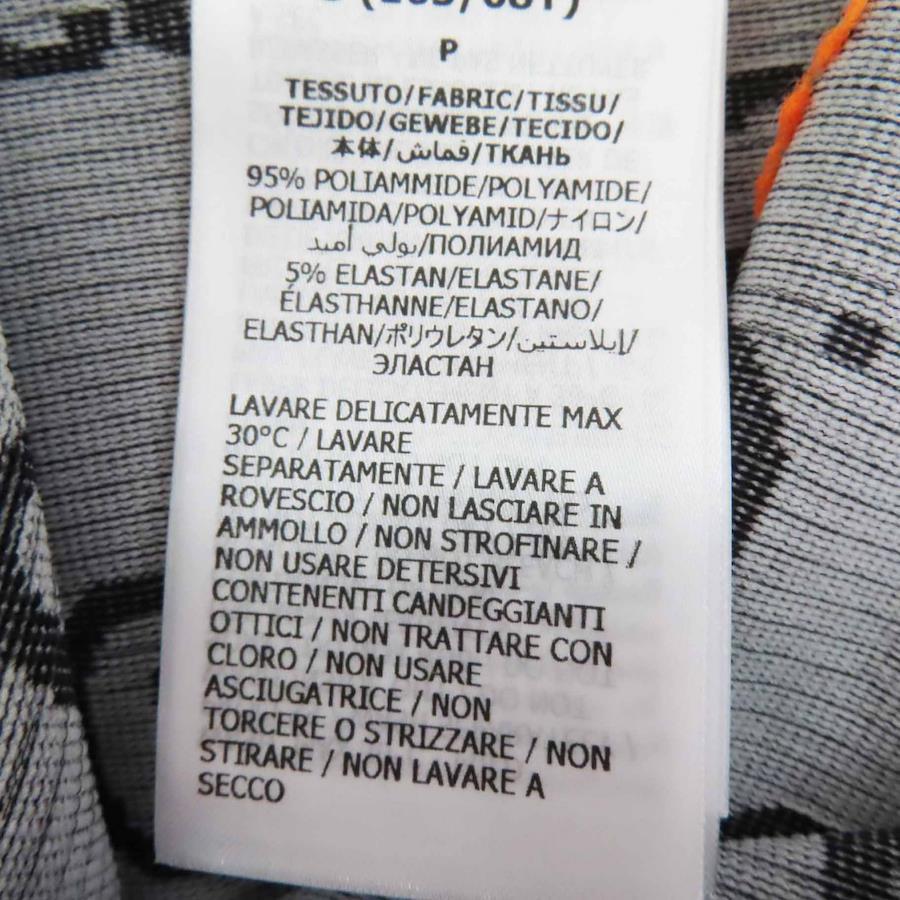 P
TESSUTO/FABRIC/TISSU/
TEJIDO/GEWEBE/TECIDO/
本体/قماش/ТКАНЬ
95% POLIAMMIDE/POLYAMIDE/
POLIAMIDA/POLYAMID/ナイロン/
بولي أميد/ПОЛИАМИД
5% ELASTAN/ELASTANE/
ÉLASTHANNE/ELASTANO/
ELASTHAN/ポリウレタン/إيلاستين/
ЭЛАСТАН
LAVARE DELICATAMENTE MAX
30°C / LAVARE
SEPARATAMENTE / LAVARE A
ROVESCIO / NON LASCIARE IN
AMMOLLO / NON STROFINARE /
NON USARE DETERSIVI
CONTENENTI CANDEGGIANTI
OTTICI / NON TRATTARE CON
CLORO / NON USARE
ASCIUGATRICE / NON
TORCERE O STRIZZARE / NON
STIRARE / NON LAVARE A
SECCO